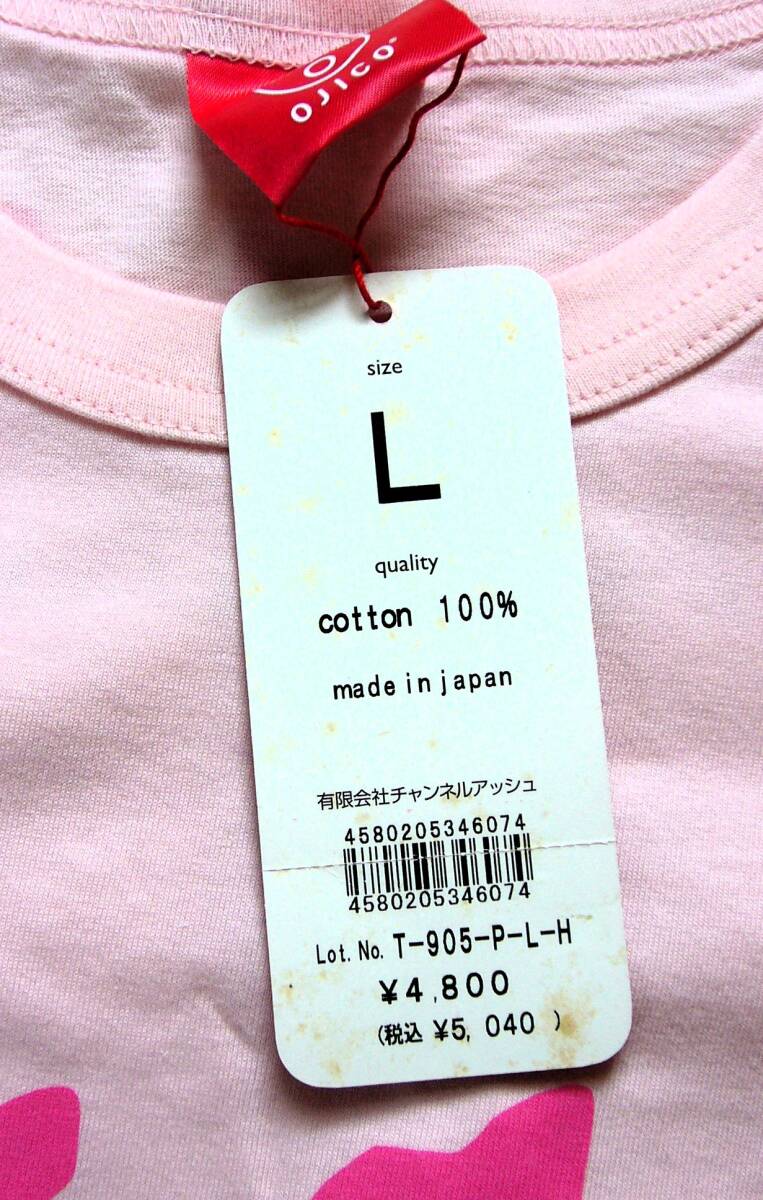 OJICO
size
L
quality
cotton 100%
made in japan
有限会社チャンネルアッシュ
4580205346074
4580205346074
Lot. No. T-905-P-L-H
¥4,800
(税込 ¥5, 040 )